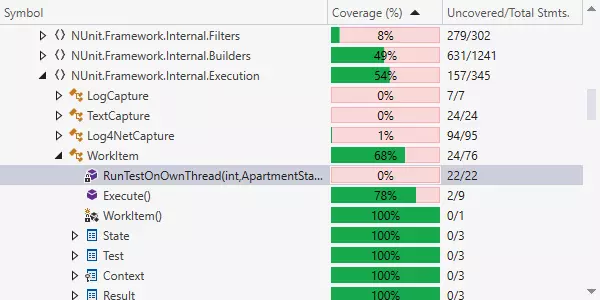 Symbol Coverage (%) Uncovered/Total Stmts.
NUnit.Framework.Internal.Filters 8% 279/302
NUnit.Framework.Internal.Builders 49% 631/1241
NUnit.Framework.Internal.Execution 54% 157/345
LogCapture 0% 7/7
TextCapture 0% 24/24
Log4NetCapture 1% 94/95
WorkItem 68% 24/76
RunTestOnOwnThread(int,ApartmentSta... 0% 22/22
Execute() 78% 2/9
WorkItem() 100% 0/1
State 100% 0/3
Test 100% 0/3
Context 100% 0/3
Result 100% 0/3